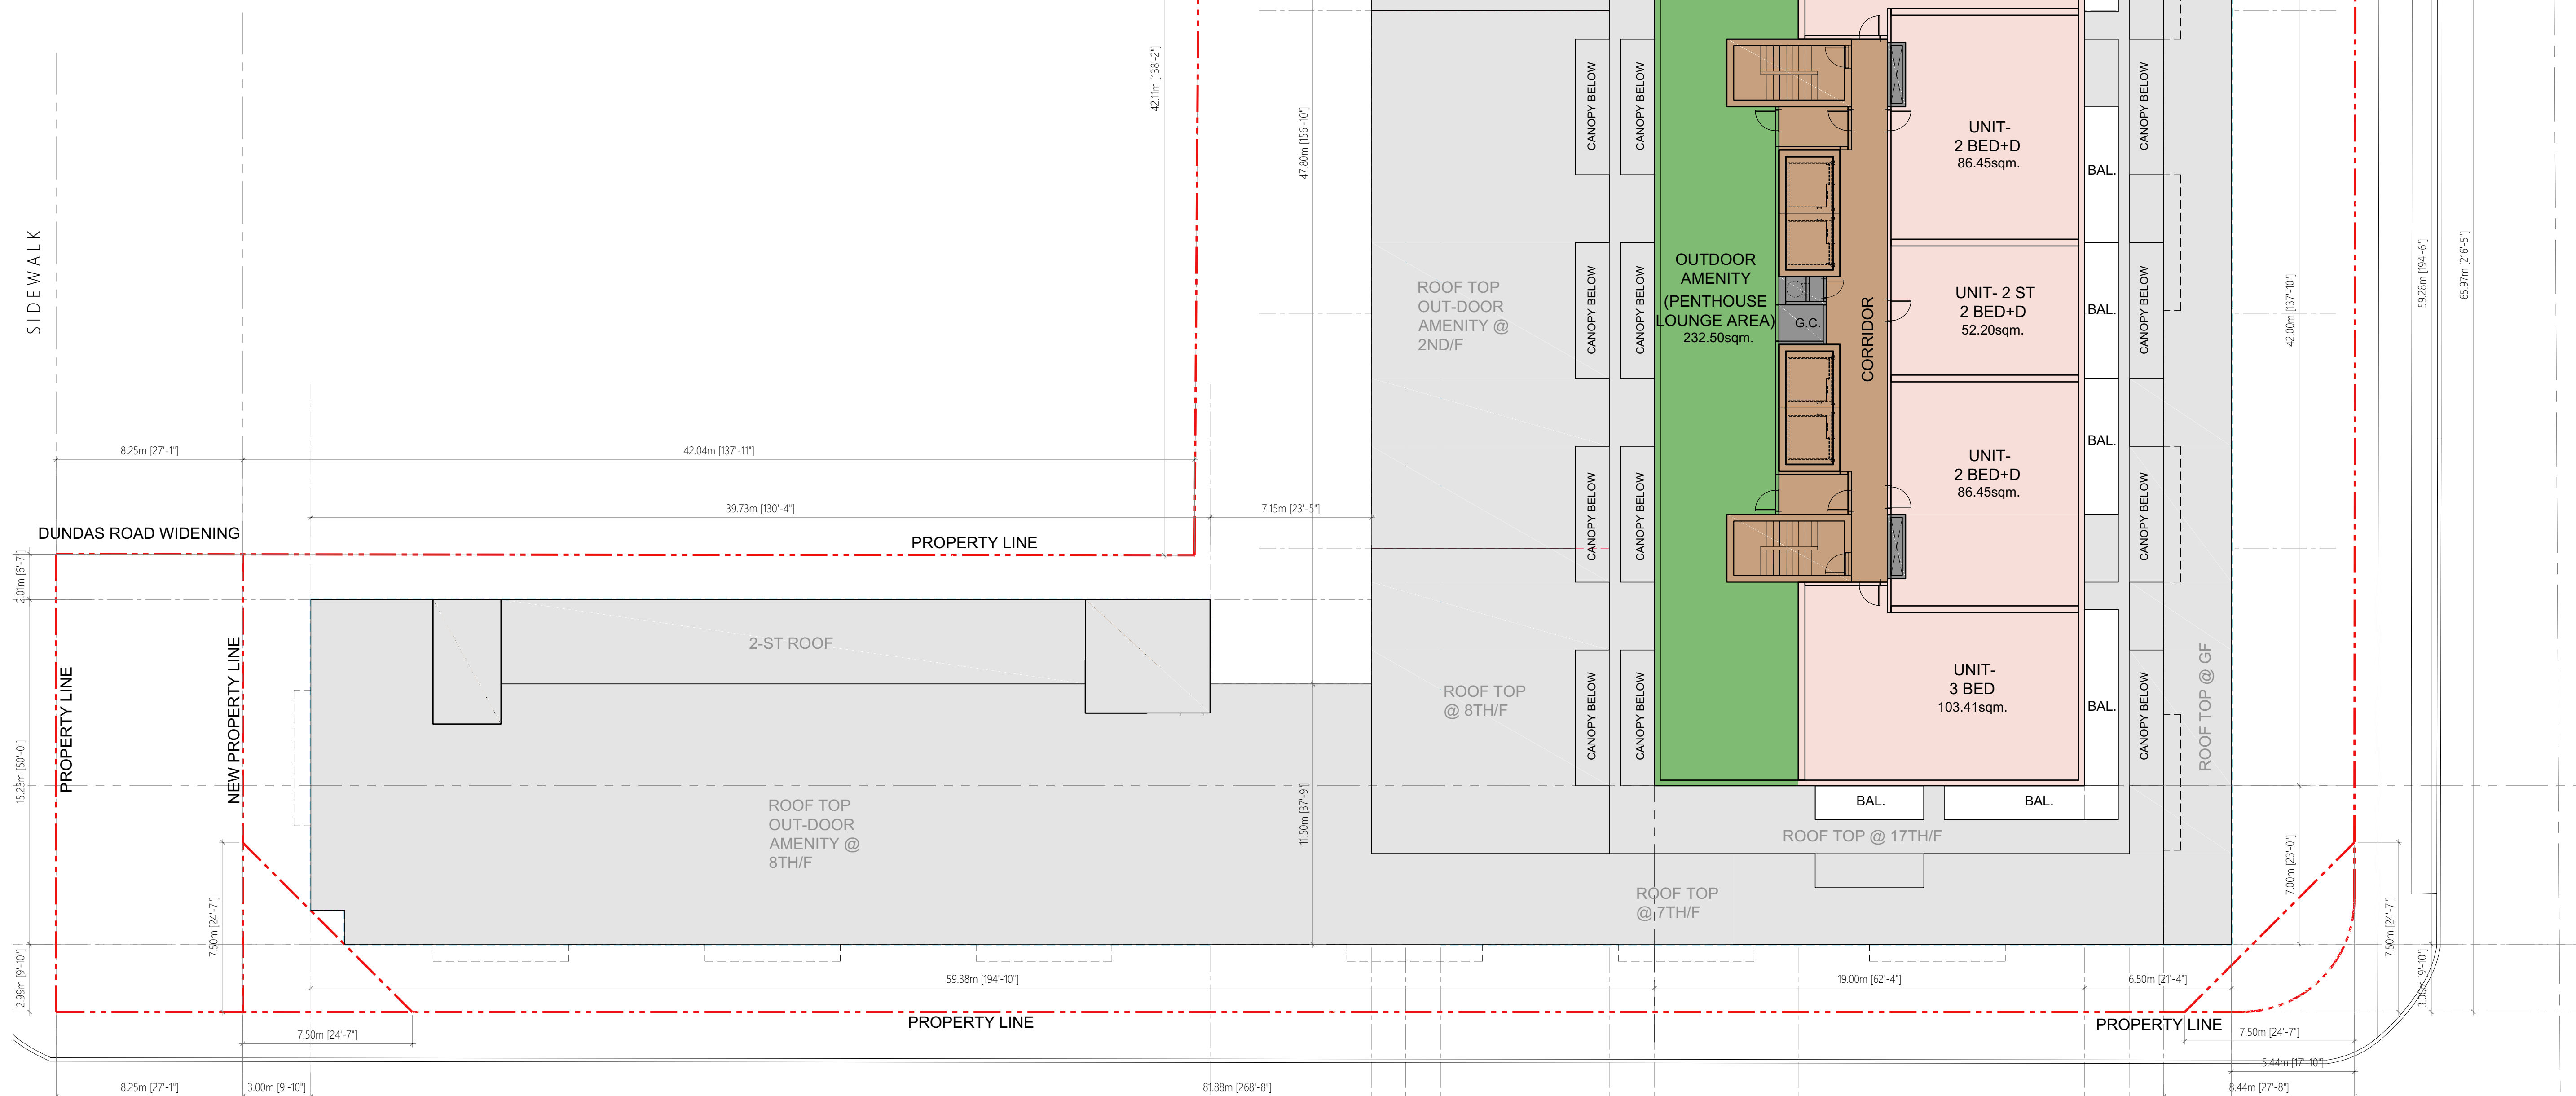 SIDEWALK
8.25m [27'-1"]
42.04m [137'-11"]
42.11m [138'-2"]
39.73m [130'-4"]
7.15m [23'-5"]
47.80m [156'-10"]
DUNDAS ROAD WIDENING
PROPERTY LINE
2.01m [6'-7"]
15.23m [50'-0"]
2.99m [9'-10"]
PROPERTY LINE
NEW PROPERTY LINE
7.50m [24'-7"]
2-ST ROOF
ROOF TOP
OUT-DOOR
AMENITY @
8TH/F
11.50m [37'-9"]
ROOF TOP
OUT-DOOR
AMENITY @
2ND/F
ROOF TOP
@ 8TH/F
CANOPY BELOW
CANOPY BELOW
CANOPY BELOW
CANOPY BELOW
CANOPY BELOW
CANOPY BELOW
CANOPY BELOW
CANOPY BELOW
OUTDOOR
AMENITY
(PENTHOUSE
LOUNGE AREA)
232.50sqm.
G.C.
CORRIDOR
UNIT-
2 BED+D
86.45sqm.
UNIT- 2 ST
2 BED+D
52.20sqm.
UNIT-
2 BED+D
86.45sqm.
UNIT-
3 BED
103.41sqm.
BAL.
BAL.
BAL.
BAL.
BAL.
BAL.
CANOPY BELOW
CANOPY BELOW
CANOPY BELOW
CANOPY BELOW
ROOF TOP @ GF
ROOF TOP @ 17TH/F
ROOF TOP
@ 7TH/F
42.00m [137'-10"]
59.28m [194'-6"]
65.97m [216'-5"]
7.00m [23'-0"]
7.50m [24'-7"]
3.00m [9'-10"]
59.38m [194'-10"]
19.00m [62'-4"]
6.50m [21'-4"]
PROPERTY LINE
PROPERTY LINE
7.50m [24'-7"]
7.50m [24'-7"]
5.44m [17'-10"]
8.25m [27'-1"]
3.00m [9'-10"]
81.88m [268'-8"]
8.44m [27'-8"]